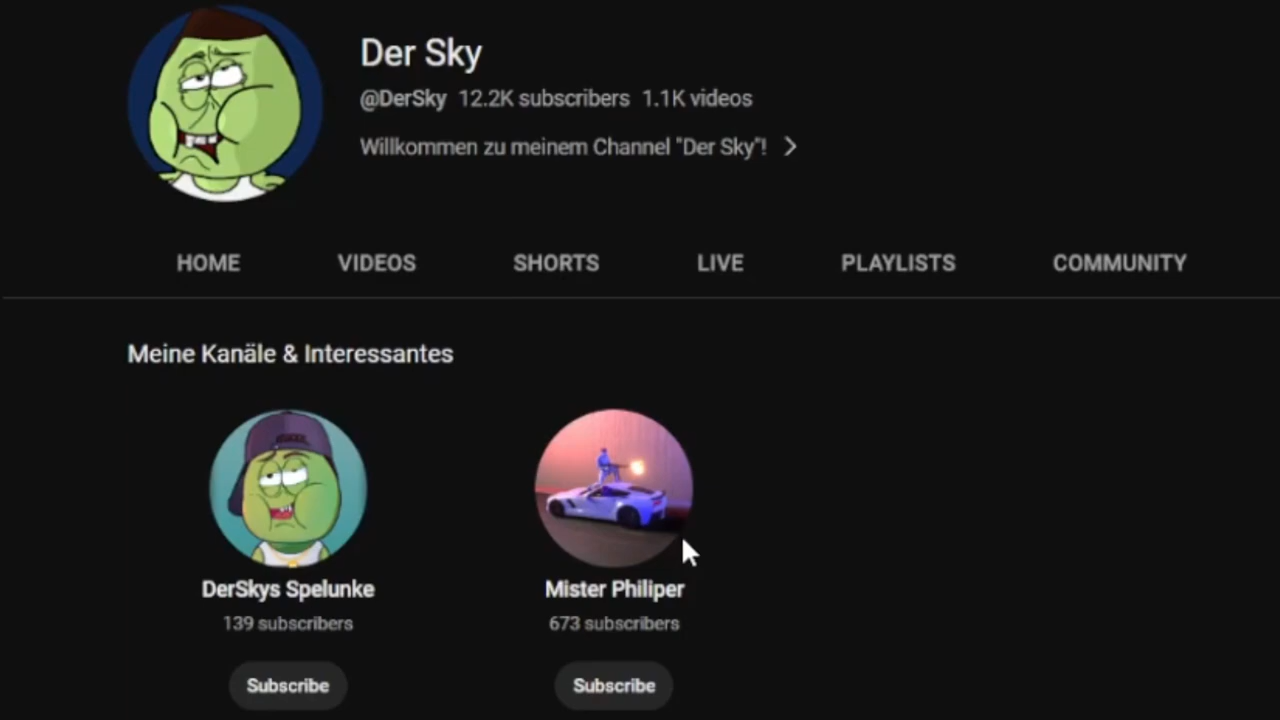 Der Sky
@DerSky 12.2K subscribers 1.1K videos
Willkommen zu meinem Channel "Der Sky"!
HOME VIDEOS SHORTS LIVE PLAYLISTS COMMUNITY
Meine Kanäle & Interessantes
DerSkys Spelunke Mister Philiper
139 subscribers 673 subscribers
Subscribe Subscribe